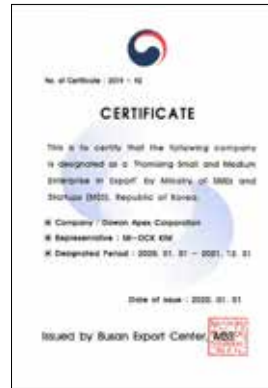 No. of Certificate : 2019 - 92
CERTIFICATE
This is to certify that the following company
is designated as a 'Promising Small and Medium
Enterprise in Export' by Ministry of SMEs and
Startups (MSS), Republic of Korea.
Company : Dawon Apex Corporation
Representative : MI-OCK KIM
Designated Period : 2020. 01. 01 ~ 2021. 12. 31
Date of issue : 2020. 01. 01
Issued by Busan Export Center, MSS